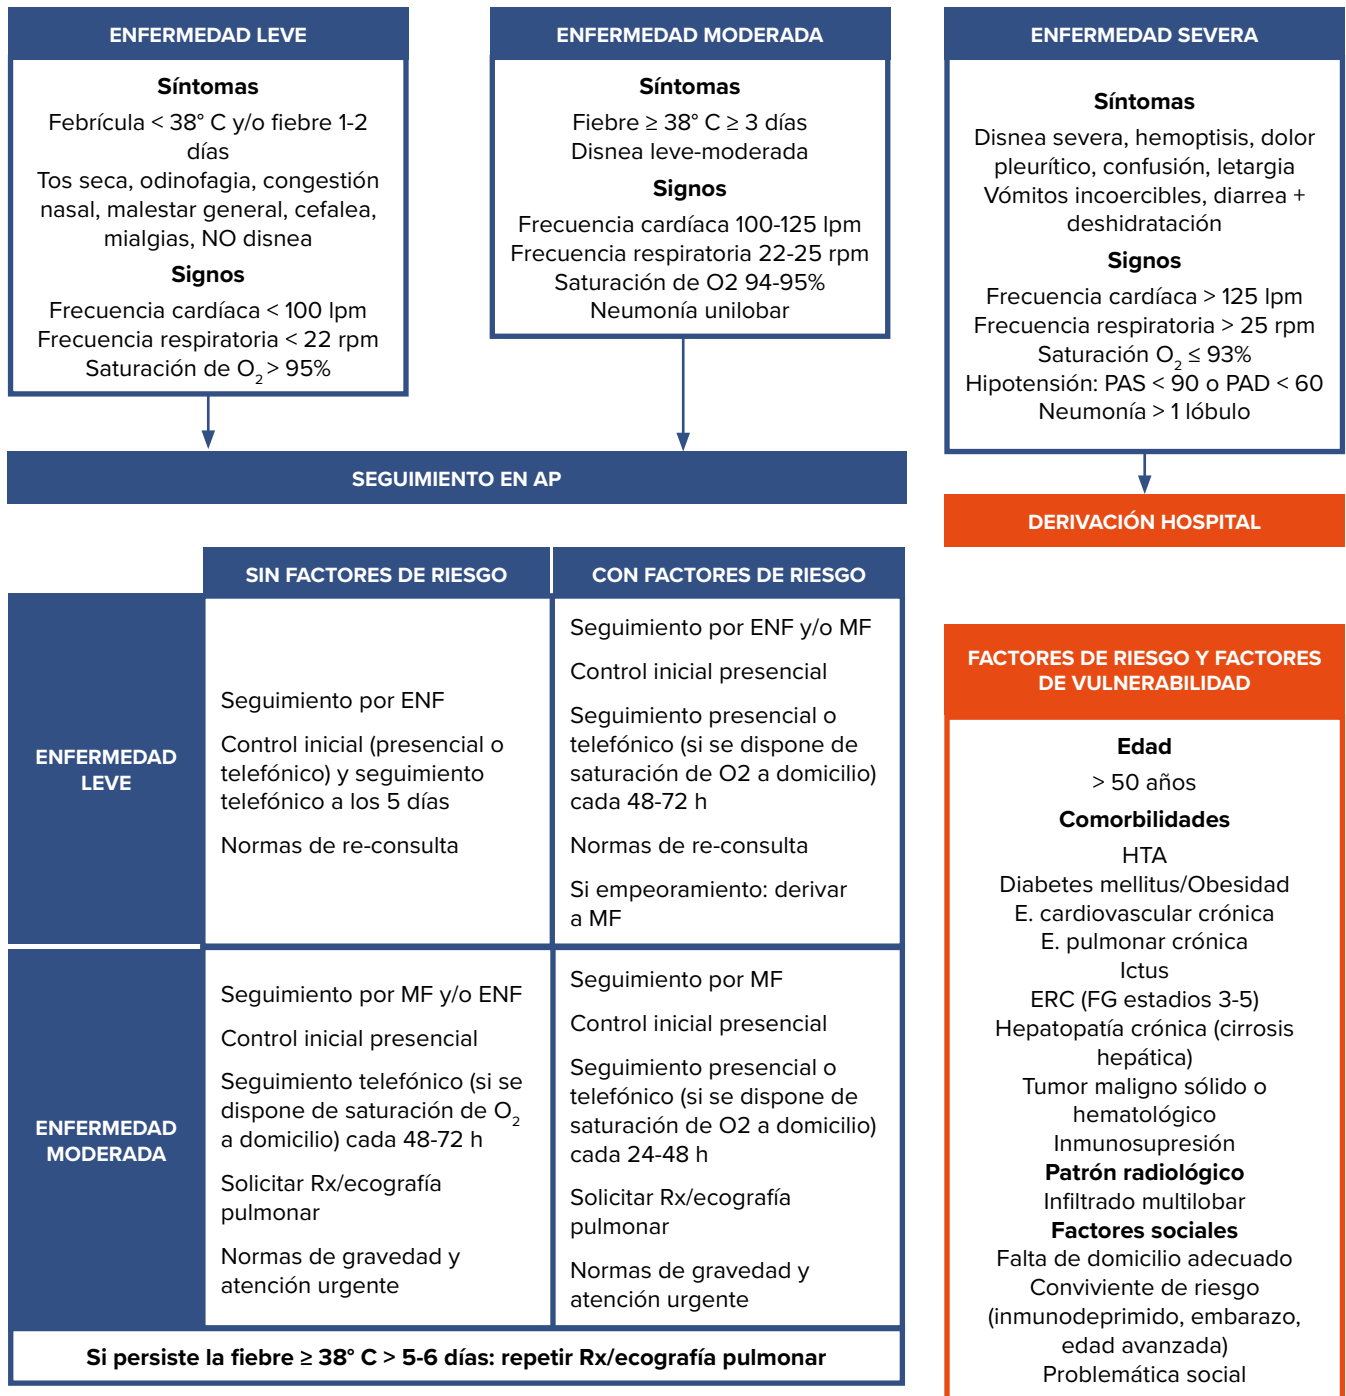 ENFERMEDAD LEVE
Síntomas
Febrícula < 38° C y/o fiebre 1-2
días
Tos seca, odinofagia, congestión
nasal, malestar general, cefalea,
mialgias, NO disnea
Signos
Frecuencia cardíaca < 100 lpm
Frecuencia respiratoria < 22 rpm
Saturación de O2 > 95%
ENFERMEDAD MODERADA
Síntomas
Fiebre ≥ 38° C ≥ 3 días
Disnea leve-moderada
Signos
Frecuencia cardíaca 100-125 lpm
Frecuencia respiratoria 22-25 rpm
Saturación de O2 94-95%
Neumonía unilobar
ENFERMEDAD SEVERA
Síntomas
Disnea severa, hemoptisis, dolor
pleurítico, confusión, letargia
Vómitos incoercibles, diarrea +
deshidratación
Signos
Frecuencia cardíaca > 125 lpm
Frecuencia respiratoria > 25 rpm
Saturación O2 ≤ 93%
Hipotensión: PAS < 90 o PAD < 60
Neumonía > 1 lóbulo
SEGUIMIENTO EN AP
DERIVACIÓN HOSPITAL
SIN FACTORES DE RIESGO
CON FACTORES DE RIESGO
ENFERMEDAD
LEVE
Seguimiento por ENF
Control inicial (presencial o
telefónico) y seguimiento
telefónico a los 5 días
Normas de re-consulta
Seguimiento por ENF y/o MF
Control inicial presencial
Seguimiento presencial o
telefónico (si se dispone de
saturación de O2 a domicilio)
cada 48-72 h
Normas de re-consulta
Si empeoramiento: derivar
a MF
ENFERMEDAD
MODERADA
Seguimiento por MF y/o ENF
Control inicial presencial
Seguimiento telefónico (si se
dispone de saturación de O2
a domicilio) cada 48-72 h
Solicitar Rx/ecografía
pulmonar
Normas de gravedad y
atención urgente
Seguimiento por MF
Control inicial presencial
Seguimiento presencial o
telefónico (si se dispone de
saturación de O2 a domicilio)
cada 24-48 h
Solicitar Rx/ecografía
pulmonar
Normas de gravedad y
atención urgente
Si persiste la fiebre ≥ 38° C > 5-6 días: repetir Rx/ecografía pulmonar
FACTORES DE RIESGO Y FACTORES
DE VULNERABILIDAD
Edad
> 50 años
Comorbilidades
HTA
Diabetes mellitus/Obesidad
E. cardiovascular crónica
E. pulmonar crónica
Ictus
ERC (FG estadios 3-5)
Hepatopatía crónica (cirrosis
hepática)
Tumor maligno sólido o
hematológico
Inmunosupresión
Patrón radiológico
Infiltrado multilobar
Factores sociales
Falta de domicilio adecuado
Conviviente de riesgo
(inmunodeprimido, embarazo,
edad avanzada)
Problemática social